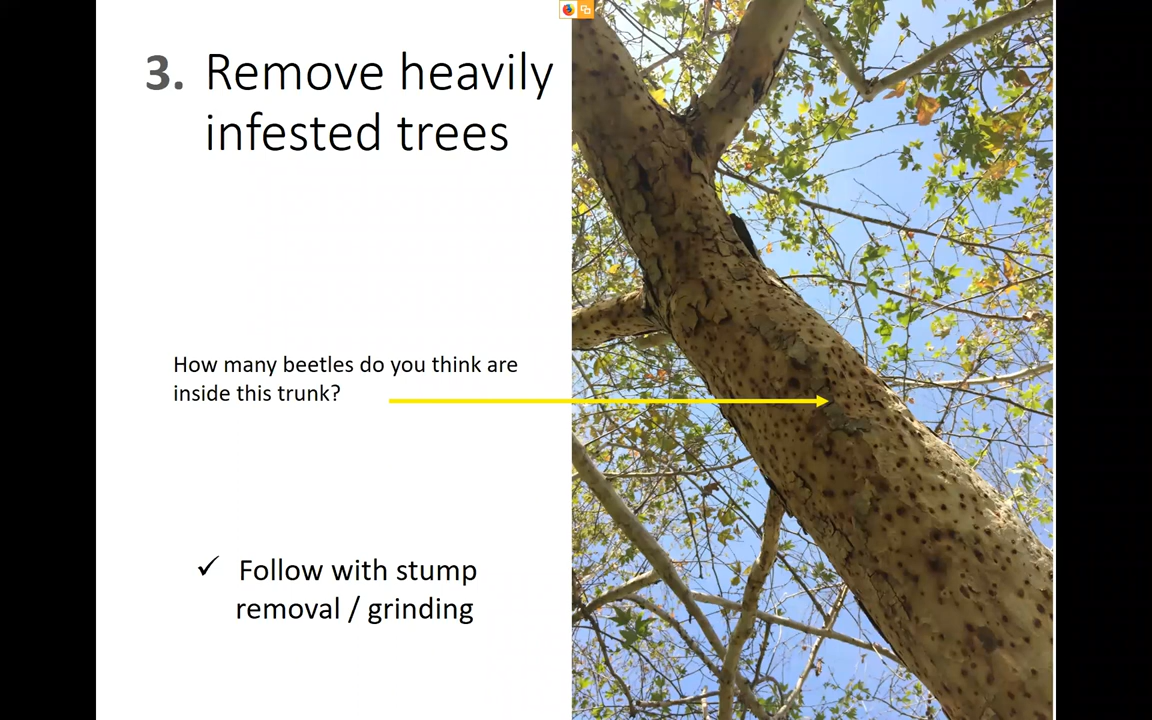 3. Remove heavily
infested trees
How many beetles do you think are
inside this trunk?
✓ Follow with stump
removal / grinding